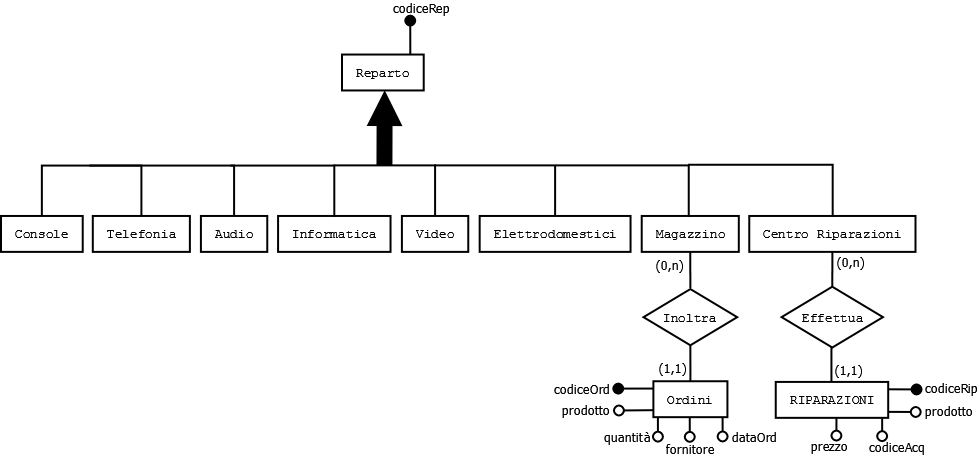 codiceRep
Reparto
Console Telefonia Audio Informatica Video Elettrodomestici Magazzino Centro Riparazioni
(0,n) (0,n)
Inoltra Effettua
(1,1) (1,1)
codiceOrd Ordini RIPARAZIONI codiceRip
prodotto prodotto
quantità fornitore dataOrd prezzo codiceAcq